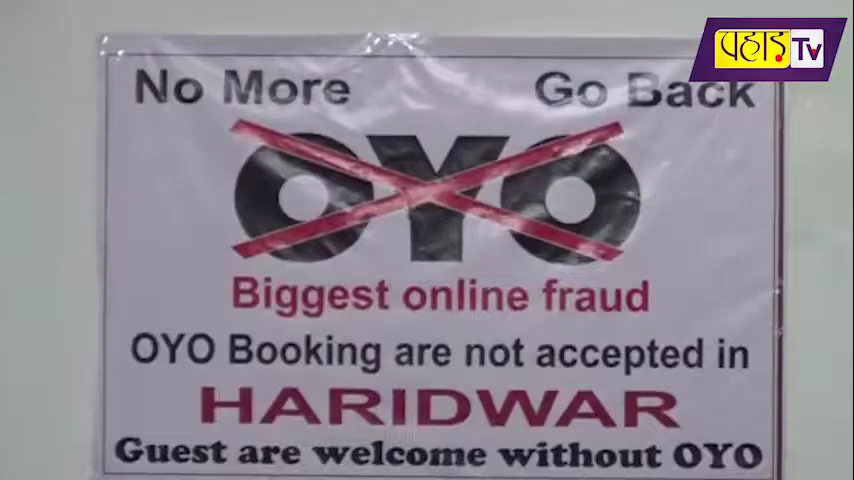 पहाड़ Tv
No More Go Back
OYO
Biggest online fraud
OYO Booking are not accepted in
HARIDWAR
Guest are welcome without OYO